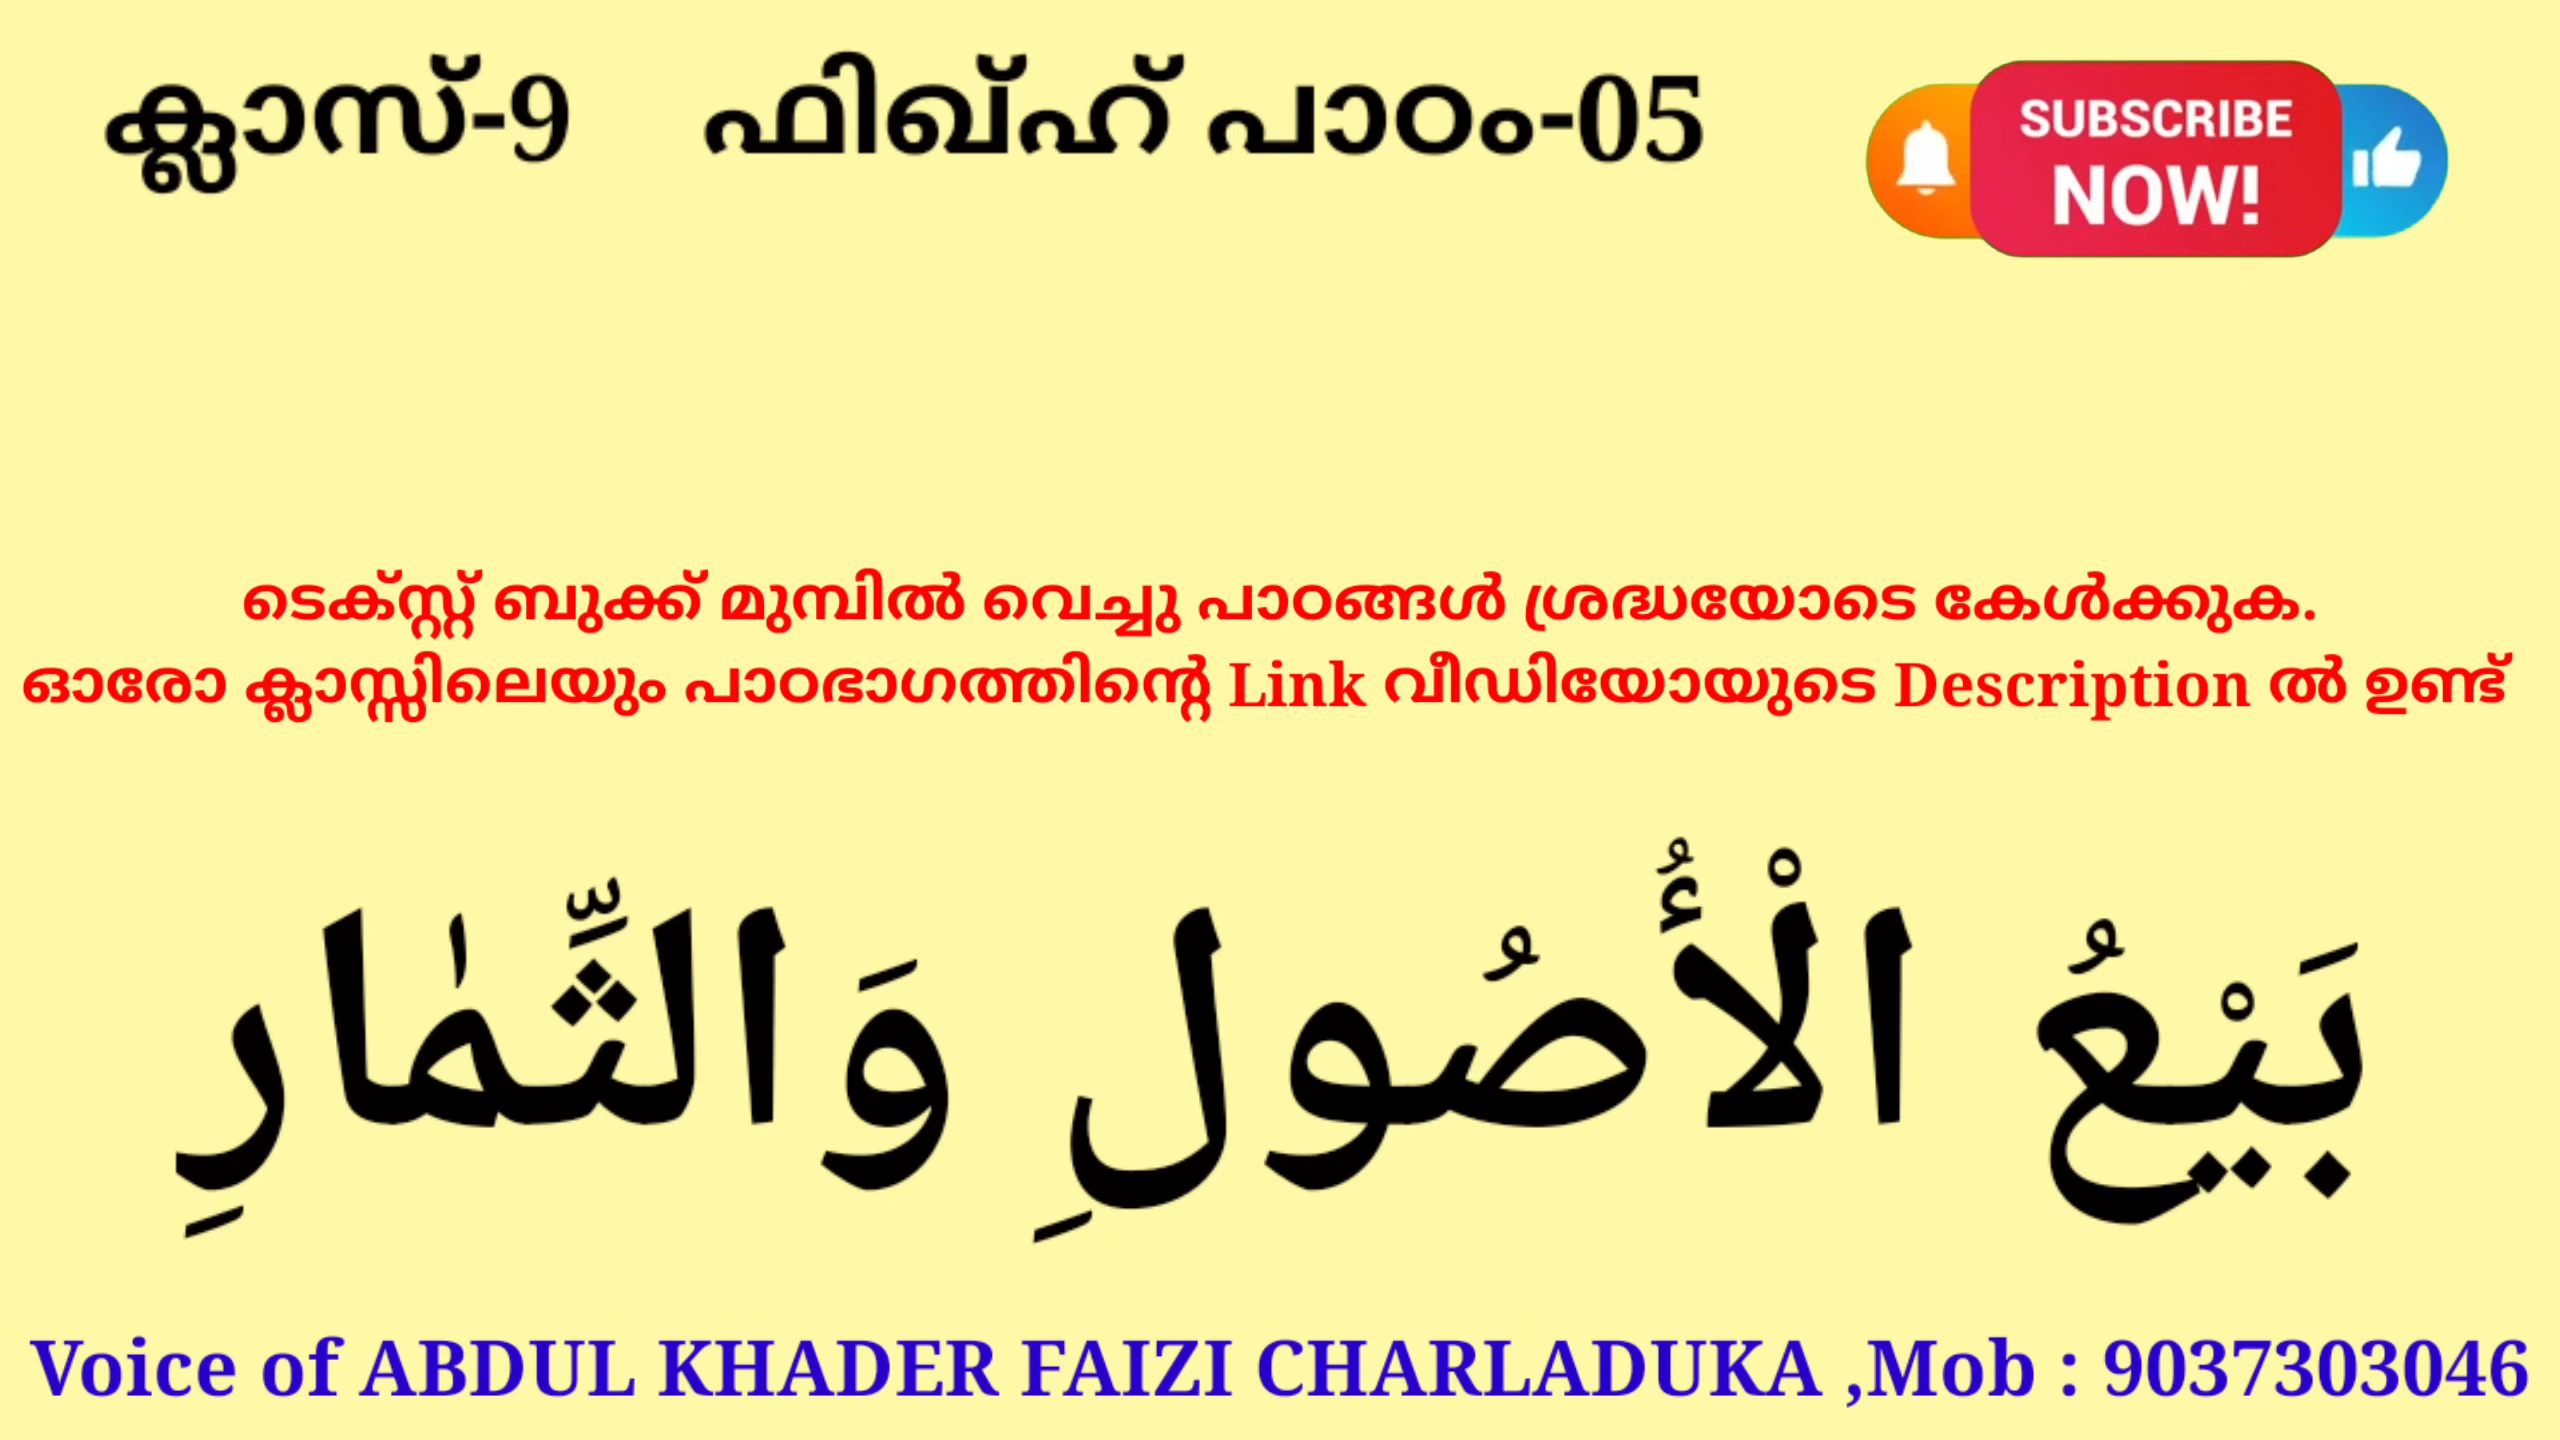 ക്ലാസ്-9 ഫിഖ്ഹ് പാഠം-05
SUBSCRIBE
NOW!
ടെക്സ്റ്റ് ബുക്ക് മുമ്പിൽ വെച്ചു പാഠങ്ങൾ ശ്രദ്ധയോടെ കേൾക്കുക.
ഓരോ ക്ലാസ്സിലെയും പാഠഭാഗത്തിന്റെ Link വീഡിയോയുടെ Description ൽ ഉണ്ട്
بَيْعُ الْأُصُولِ وَالثِّمٰارِ
Voice of ABDUL KHADER FAIZI CHARLADUKA ,Mob : 9037303046